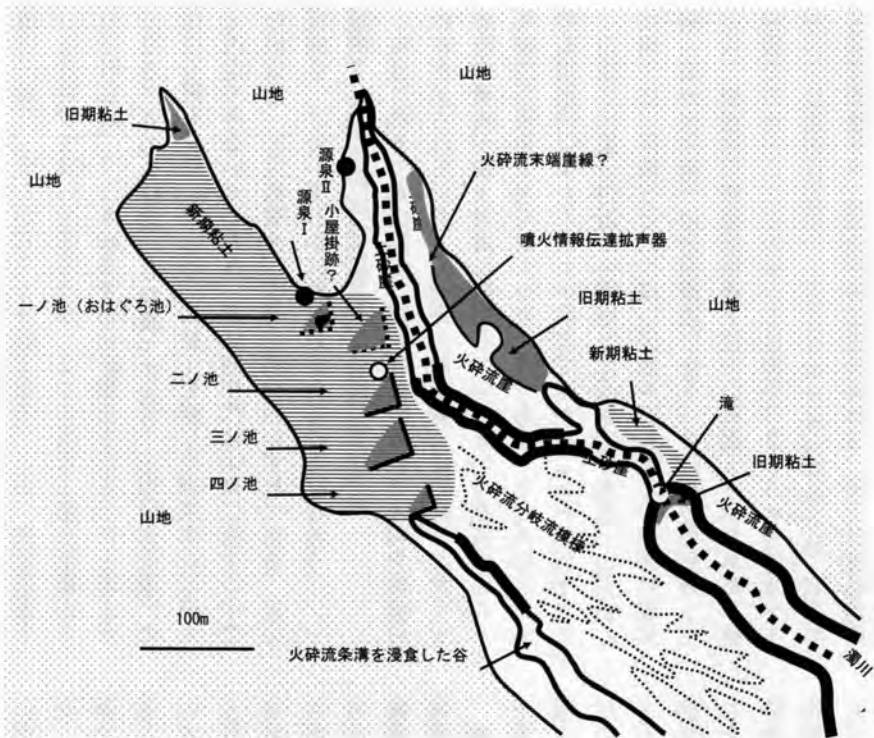 山地
山地
旧期粘土
山地
火砕流末端崖線？
源泉Ⅱ
源泉Ⅰ
小屋掛跡？
新期粘土
噴火情報伝達拡声器
旧期粘土
山地
一ノ池（おはぐろ池）
新期粘土
火砕流崖
二ノ池
滝
三ノ池
旧期粘土
四ノ池
火砕流分岐流模様
火砕流崖
山地
100m
火砕流条溝を浸食した谷
濁川